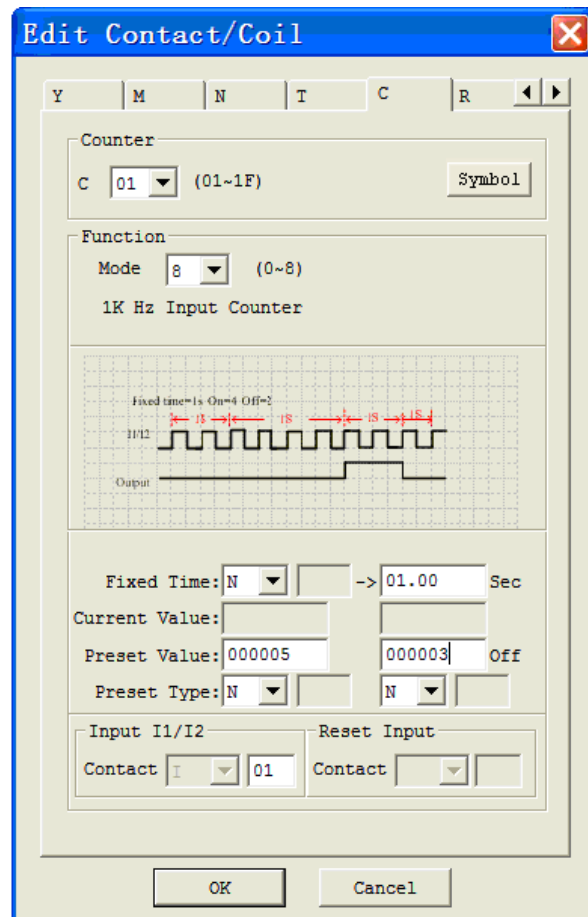 Edit Contact/Coil
Y M N T C R
Counter
C 01 (01~1F) Symbol
Function
Mode 8 (0~8)
1K Hz Input Counter
Fixed time=1s On=4 Off=2
1S 1S 1S 1S
I1/I2
Output
Fixed Time: N -> 01.00 Sec
Current Value:
Preset Value: 000005 000003 Off
Preset Type: N N
Input I1/I2 Reset Input
Contact I 01 Contact
OK Cancel